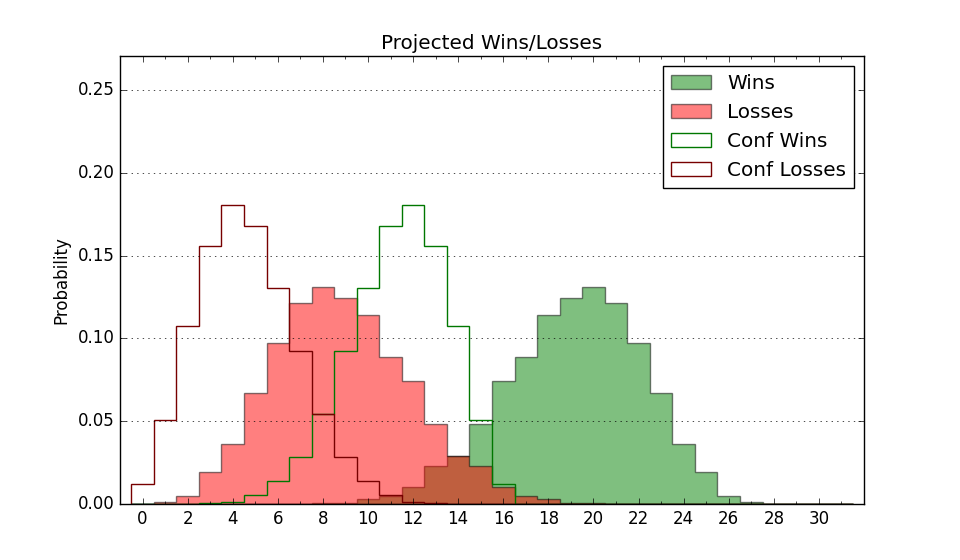 Projected Wins/Losses
Probability
0.25
0.20
0.15
0.10
0.05
0.00
0 2 4 6 8 10 12 14 16 18 20 22 24 26 28 30
Wins
Losses
Conf Wins
Conf Losses